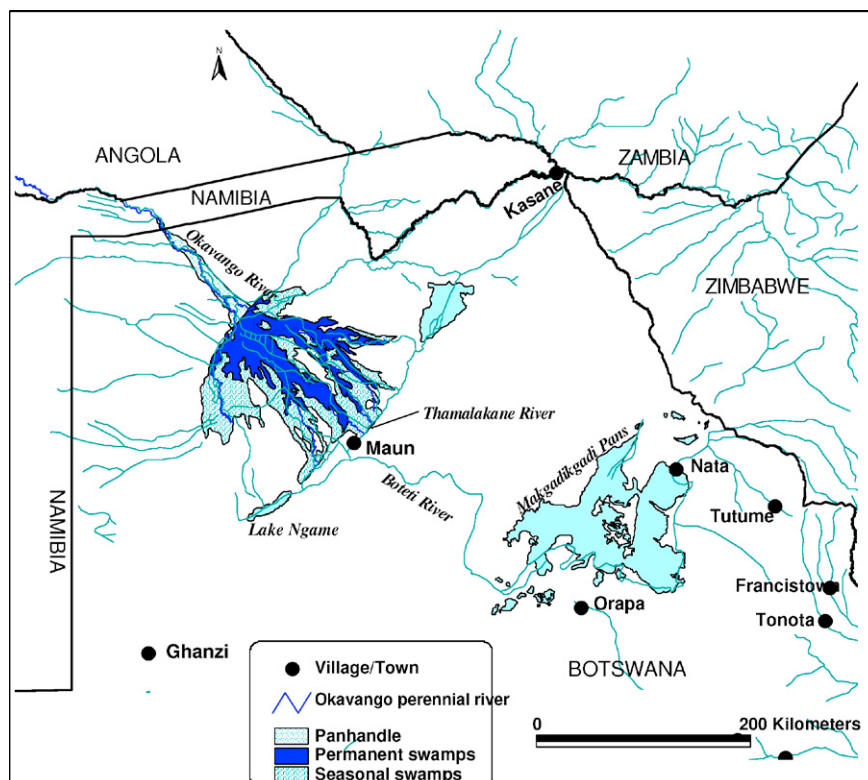 N
ANGOLA
ZAMBIA
NAMIBIA
Kasane
Okavango River
ZIMBABWE
Thamalakane River
Maun
Makgadikgadi Pans
Nata
Boteti River
Tutume
Lake Ngame
NAMIBIA
Francistown
Orapa
Tonota
Ghanzi
BOTSWANA
Village/Town
Okavango perennial river
Panhandle
Permanent swamps
Seasonal swamps
0
200 Kilometers